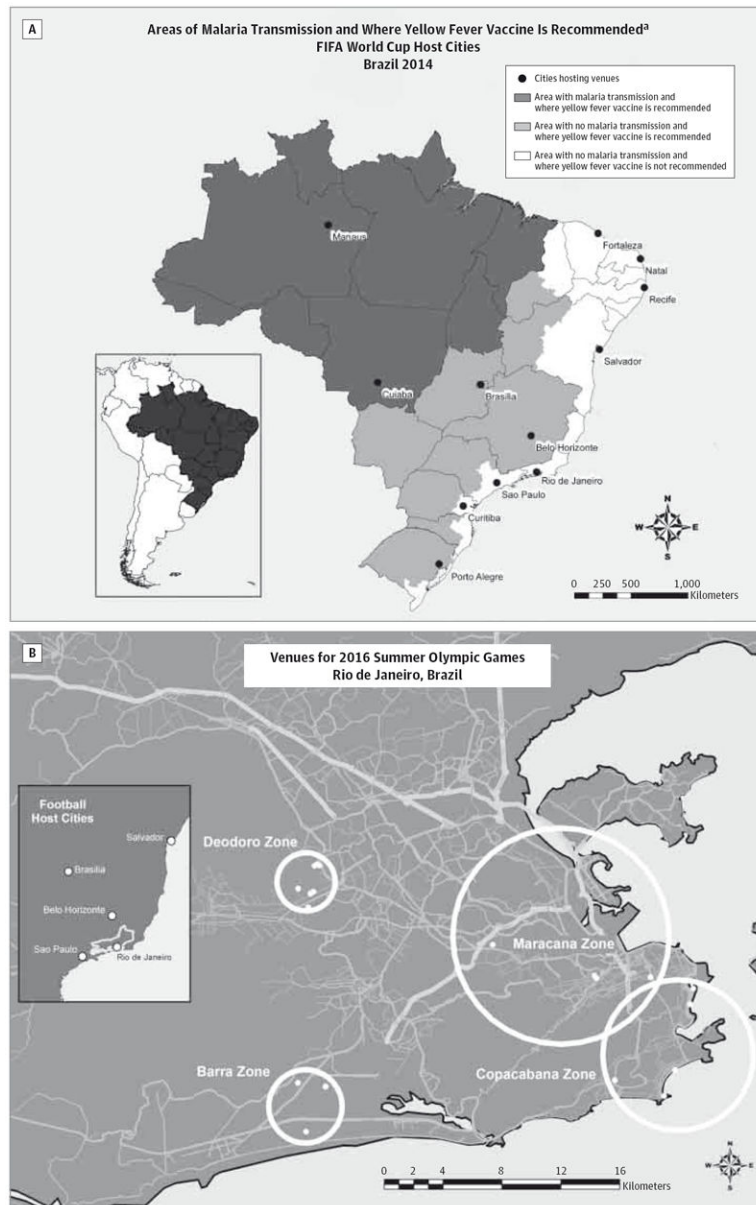 A
Areas of Malaria Transmission and Where Yellow Fever Vaccine Is Recommendedª
FIFA World Cup Host Cities
Brazil 2014
Cities hosting venues
Area with malaria transmission and
where yellow fever vaccine is recommended
Area with no malaria transmission and
where yellow fever vaccine is recommended
Area with no malaria transmission and
where yellow fever vaccine is not recommended
Manaus
Fortaleza
Natal
Recife
Salvador
Cuiaba
Brasilia
Belo Horizonte
Rio de Janeiro
Sao Paulo
Curitiba
Porto Alegre
N
W E
S
0 250 500 1,000
Kilometers
B
Venues for 2016 Summer Olympic Games
Rio de Janeiro, Brazil
Football
Host Cities
Salvador
Brasilia
Belo Horizonte
Sao Paulo
Rio de Janeiro
Deodoro Zone
Maracana Zone
Barra Zone
Copacabana Zone
N
W E
S
0 2 4 8 12 16
Kilometers